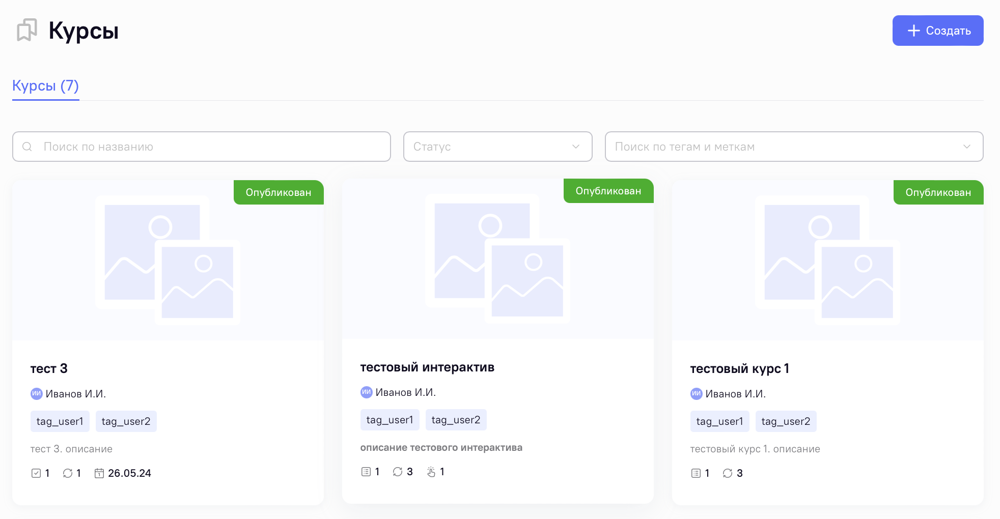 Курсы
Создать
Курсы (7)
Поиск по названию
Статус
Поиск по тегам и меткам
Опубликован
тест 3
ИИ Иванов И.И.
tag_user1 tag_user2
тест 3. описание
1 1 1 26.05.24
Опубликован
тестовый интерактив
ИИ Иванов И.И.
tag_user1 tag_user2
описание тестового интерактива
1 3 1
Опубликован
тестовый курс 1
ИИ Иванов И.И.
tag_user1 tag_user2
тестовый курс 1. описание
1 3